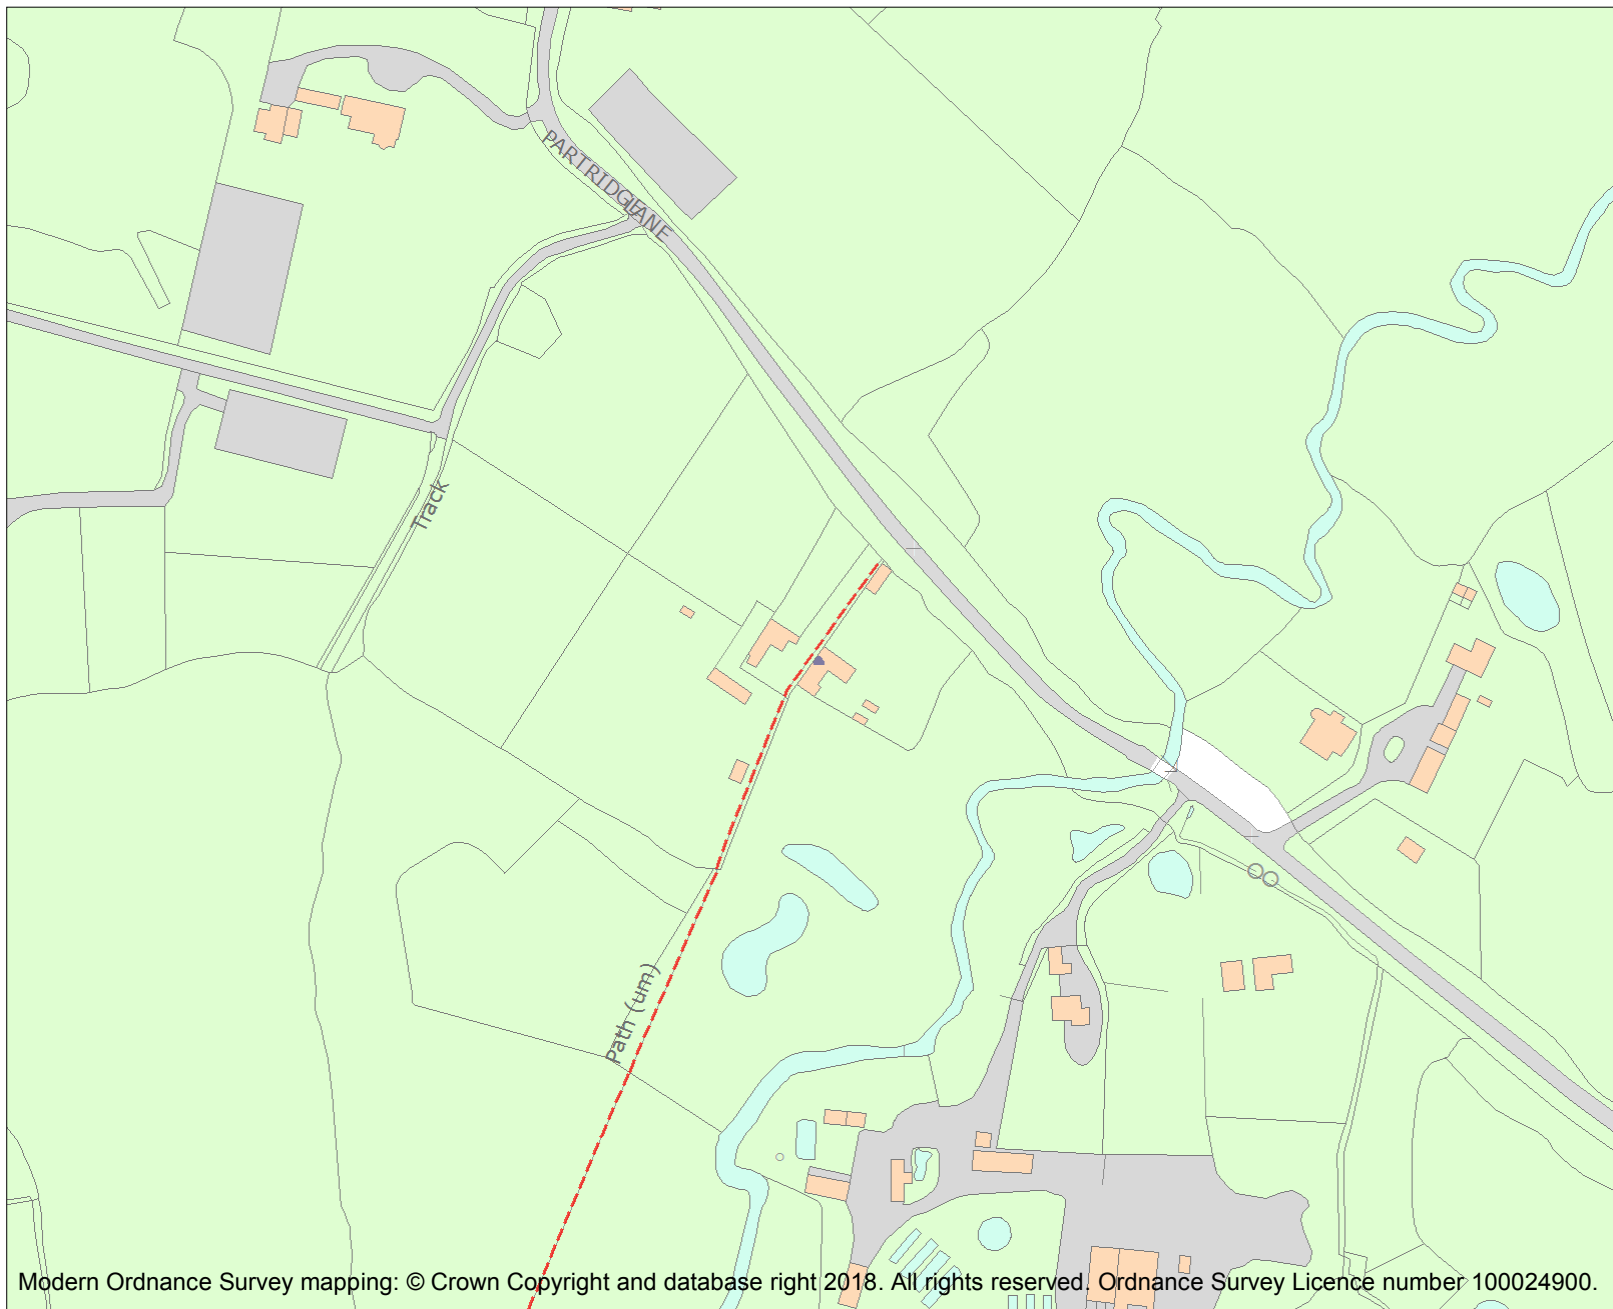 PARTRIDGE LANE
Track
Path (um)
Modern Ordnance Survey mapping: © Crown Copyright and database right 2018. All rights reserved. Ordnance Survey Licence number 100024900.